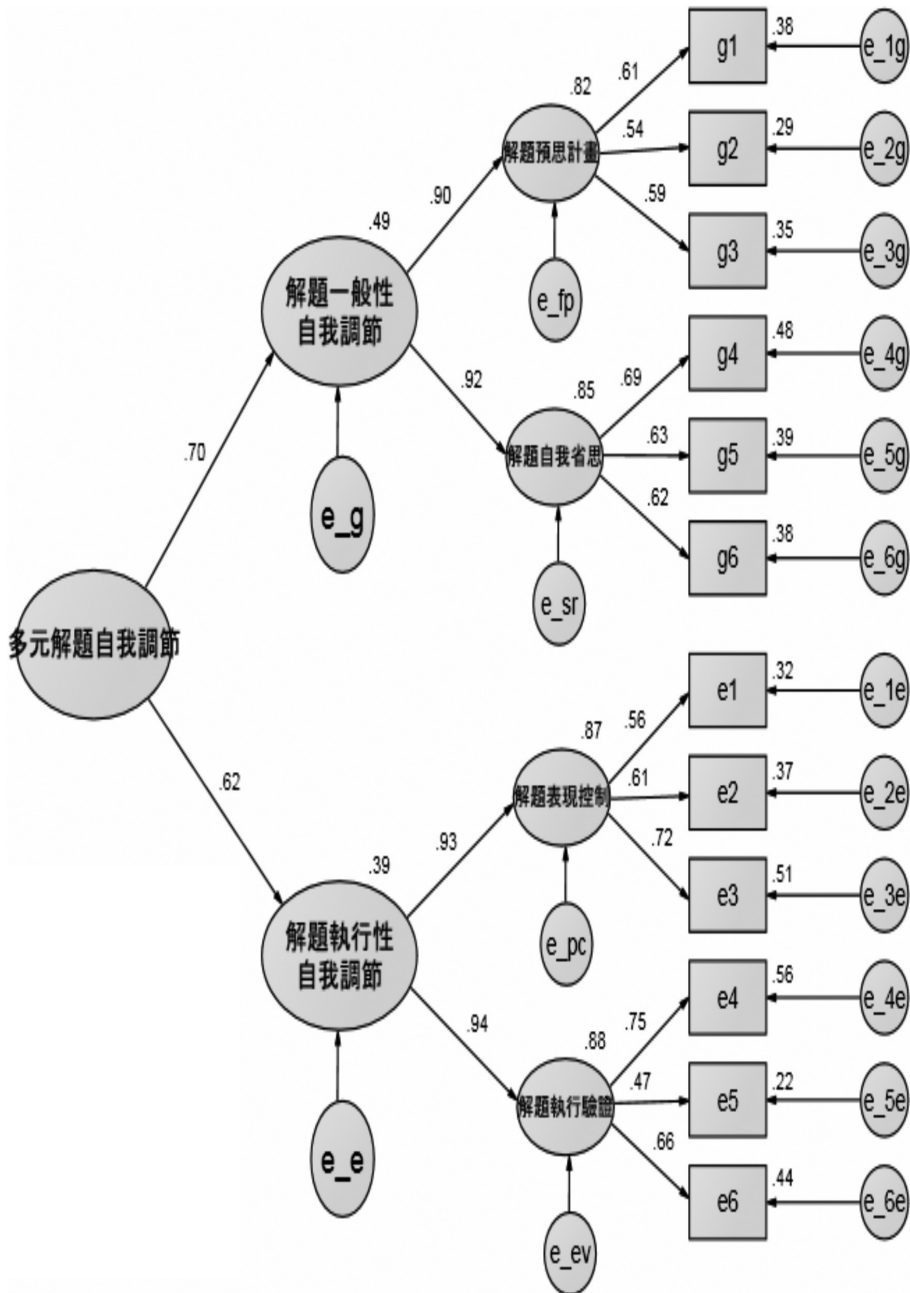 .38
g1
e_1g
.61
.82
.54
.29
g2
e_2g
解題預思計畫
.59
.35
g3
e_3g
.90
.49
e_fp
解題一般性
自我調節
.48
g4
e_4g
.69
.92
.85
.63
.39
g5
e_5g
解題自我省思
.62
.38
g6
e_6g
.70
e_g
e_sr
多元解題自我調節
.32
e1
e_1e
.56
.87
.61
.37
e2
e_2e
解題表現控制
.72
.51
e3
e_3e
.62
.93
.39
e_pc
解題執行性
自我調節
.56
e4
e_4e
.75
.94
.88
.47
.22
e5
e_5e
解題執行驗證
.66
.44
e6
e_6e
e_e
e_ev